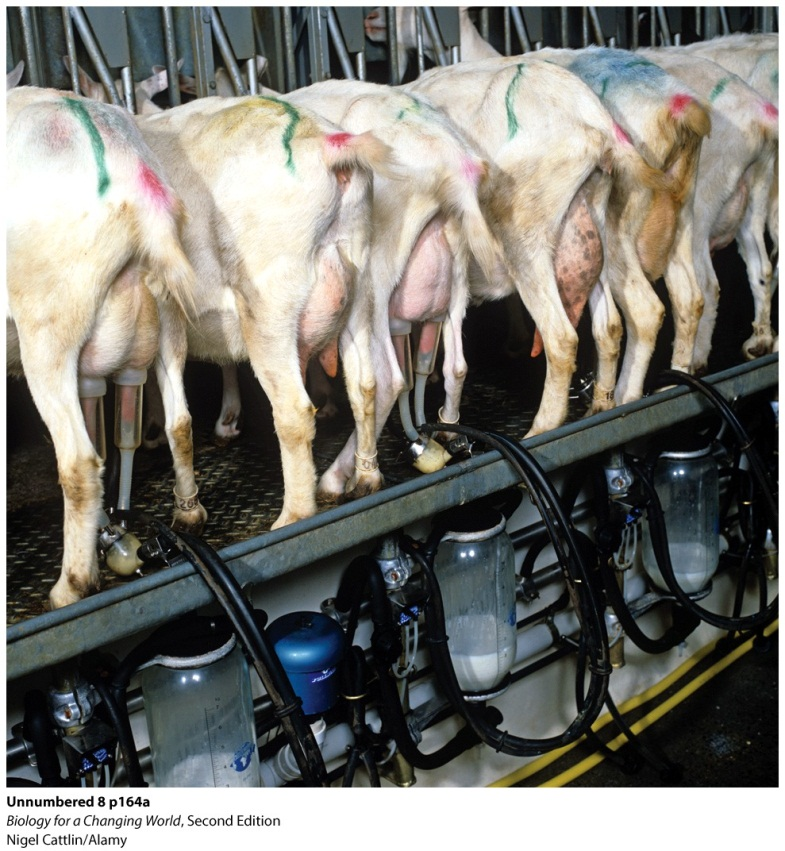 Unnumbered 8 p164a
Biology for a Changing World, Second Edition
Nigel Cattlin/Alamy